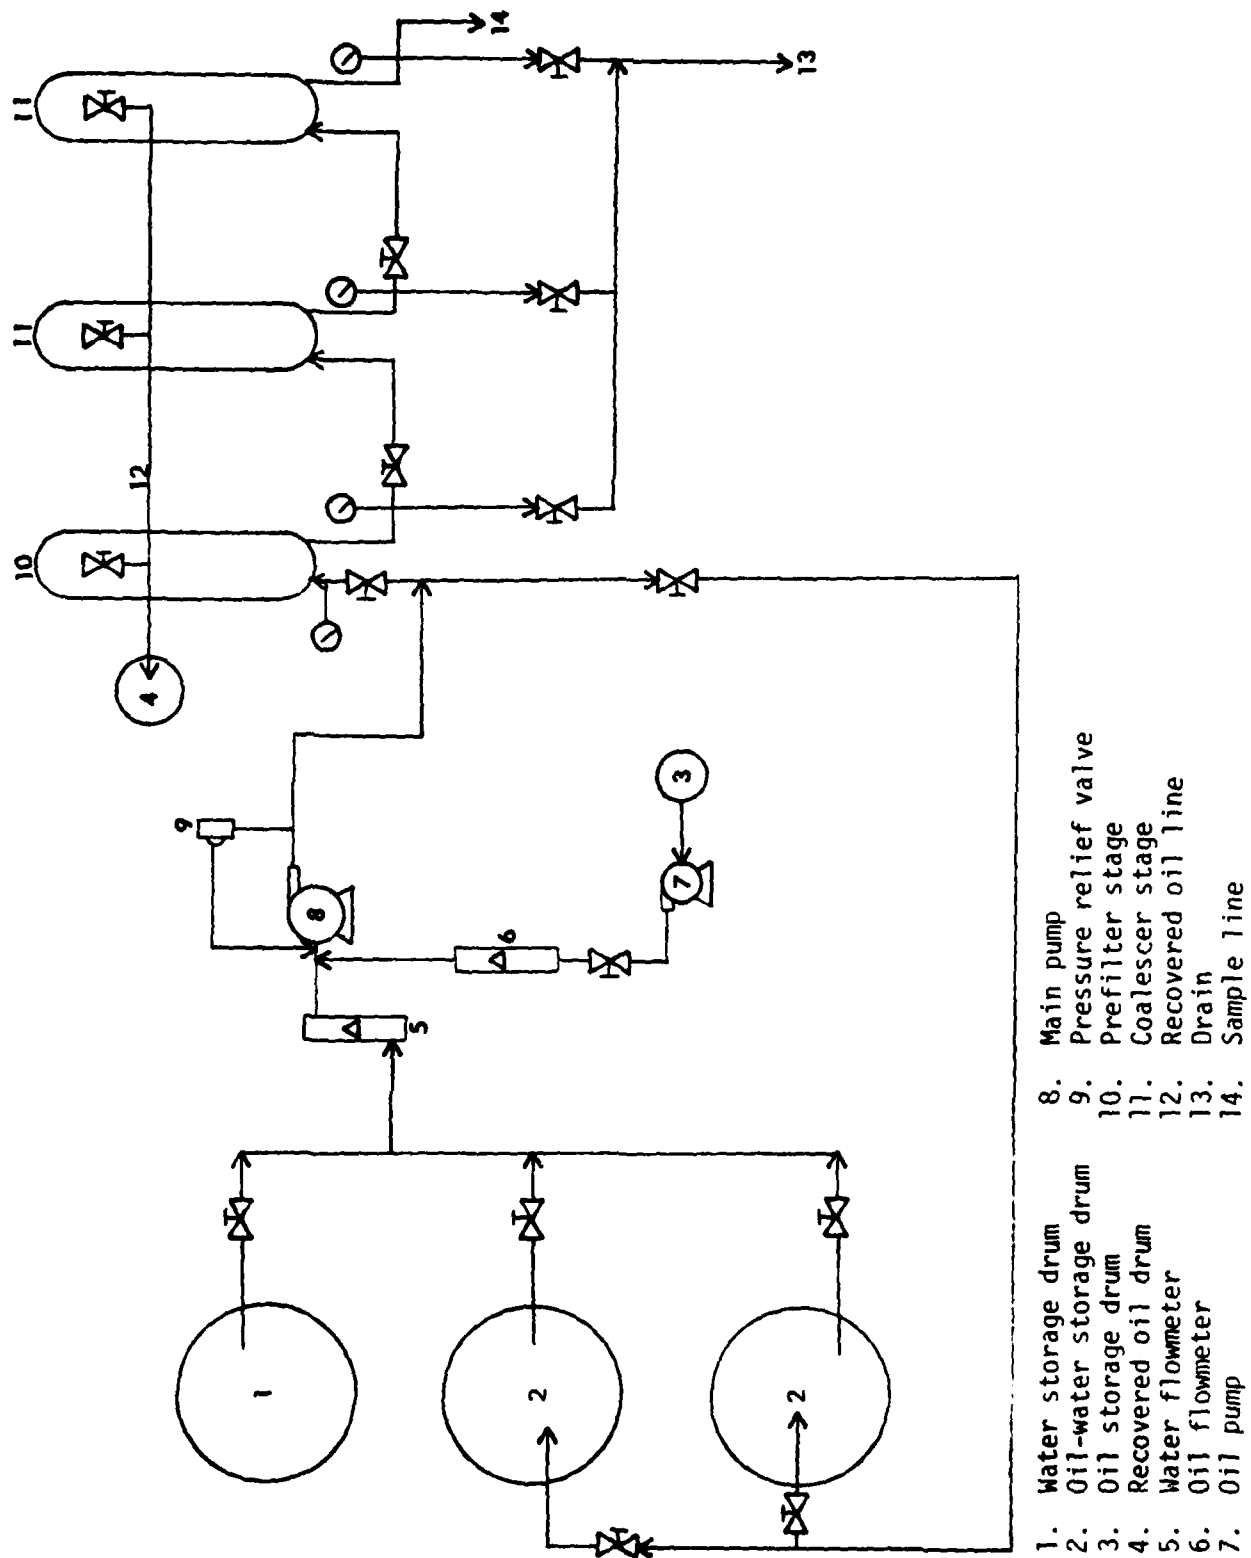 11
11
10
14
13
12
4
9
8
7
3
6
5
1
2
2
1. Water storage drum
2. Oil-water storage drum
3. Oil storage drum
4. Recovered oil drum
5. Water flowmeter
6. Oil flowmeter
7. Oil pump
8. Main pump
9. Pressure relief valve
10. Prefilter stage
11. Coalescer stage
12. Recovered oil line
13. Drain
14. Sample line